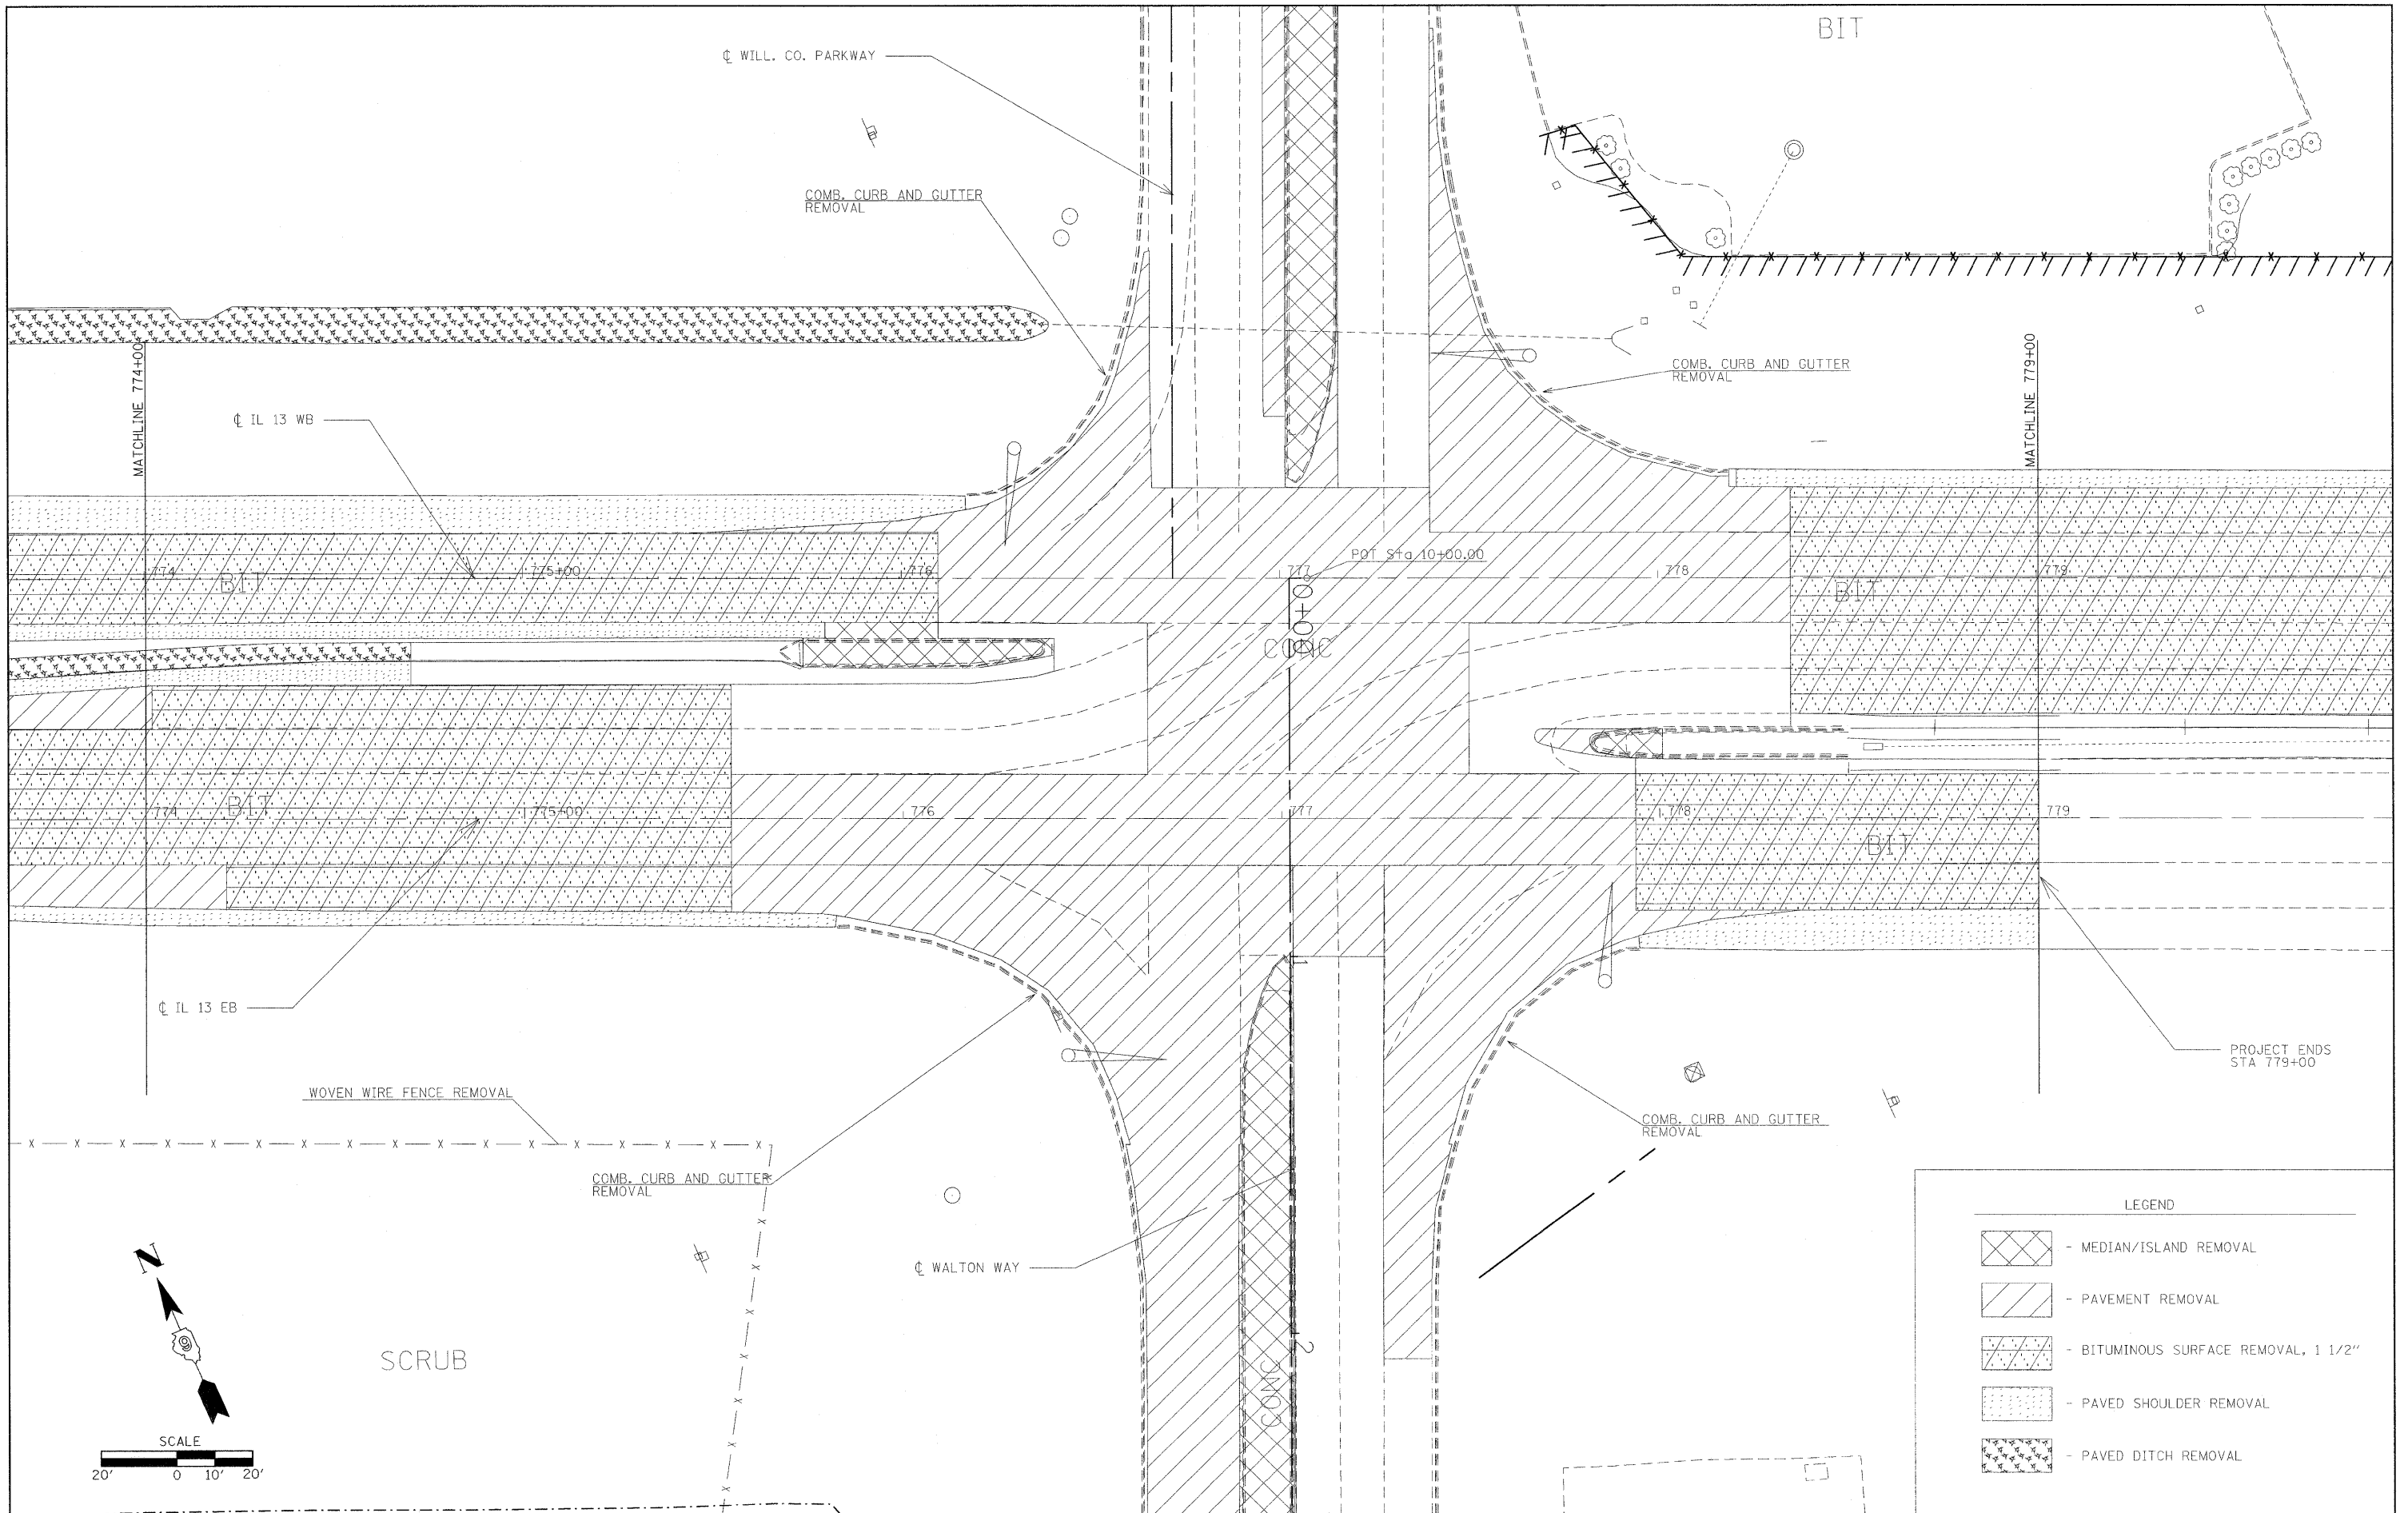 BIT
℄ WILL. CO. PARKWAY
COMB. CURB AND GUTTER
REMOVAL
MATCHLINE 774+00
MATCHLINE 779+00
COMB. CURB AND GUTTER
REMOVAL
℄ IL 13 WB
POT Sta 10+00.00
774
BIT
775+00
776
777
778
BIT
779
20+00
CONC
774
BIT
775+00
776
777
778
BIT
779
℄ IL 13 EB
1
PROJECT ENDS
STA 779+00
WOVEN WIRE FENCE REMOVAL
COMB. CURB AND GUTTER
REMOVAL
COMB. CURB AND GUTTER
REMOVAL
℄ WALTON WAY
2
CONC
SCRUB
N
9
SCALE
20' 0 10' 20'
LEGEND
- MEDIAN/ISLAND REMOVAL
- PAVEMENT REMOVAL
- BITUMINOUS SURFACE REMOVAL, 1 1/2"
- PAVED SHOULDER REMOVAL
- PAVED DITCH REMOVAL